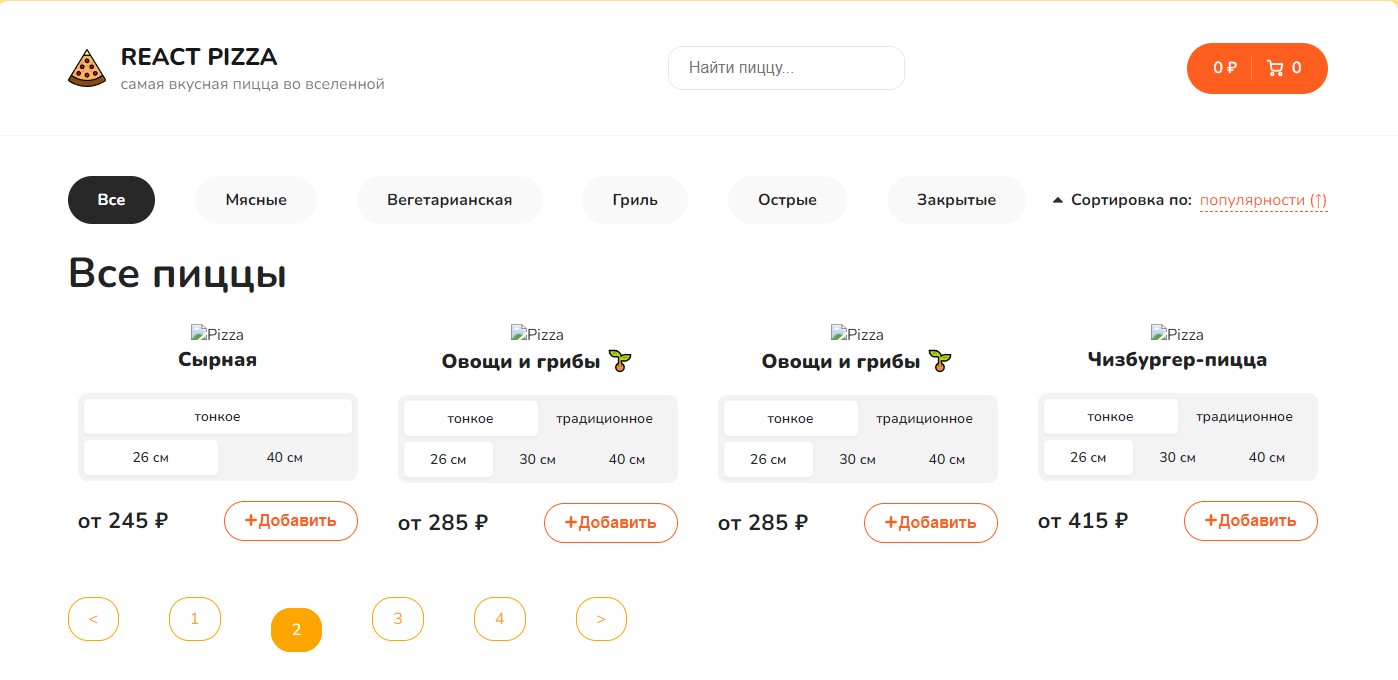 REACT PIZZA
самая вкусная пицца во вселенной
Найти пиццу...
0 ₽ 0
Все Мясные Вегетарианская Гриль Острые Закрытые Сортировка по: популярности (↑)
Все пиццы
Pizza Pizza Pizza Pizza
Сырная Овощи и грибы Овощи и грибы Чизбургер-пицца
тонкое тонкое традиционное тонкое традиционное тонкое традиционное
26 см 40 см 26 см 30 см 40 см 26 см 30 см 40 см 26 см 30 см 40 см
от 245 ₽ +Добавить от 285 ₽ +Добавить от 285 ₽ +Добавить от 415 ₽ +Добавить
< 1 2 3 4 >